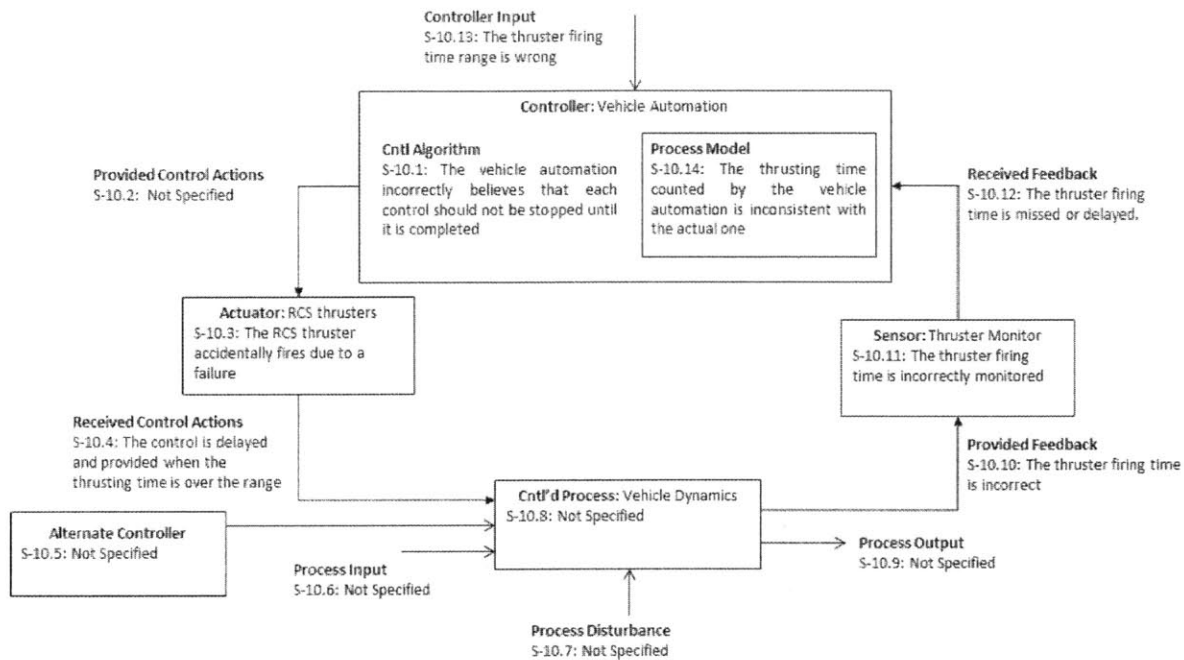 Controller Input
S-10.13: The thruster firing
time range is wrong
Controller: Vehicle Automation
Cntl Algorithm
S-10.1: The vehicle automation
incorrectly believes that each
control should not be stopped until
it is completed
Process Model
S-10.14: The thrusting time
counted by the vehicle
automation is inconsistent with
the actual one
Provided Control Actions
S-10.2: Not Specified
Received Feedback
S-10.12: The thruster firing
time is missed or delayed.
Actuator: RCS thrusters
S-10.3: The RCS thruster
accidentally fires due to a
failure
Sensor: Thruster Monitor
S-10.11: The thruster firing
time is incorrectly monitored
Received Control Actions
S-10.4: The control is delayed
and provided when the
thrusting time is over the range
Provided Feedback
S-10.10: The thruster firing time
is incorrect
Cntl'd Process: Vehicle Dynamics
S-10.8: Not Specified
Alternate Controller
S-10.5: Not Specified
Process Input
S-10.6: Not Specified
Process Output
S-10.9: Not Specified
Process Disturbance
S-10.7: Not Specified